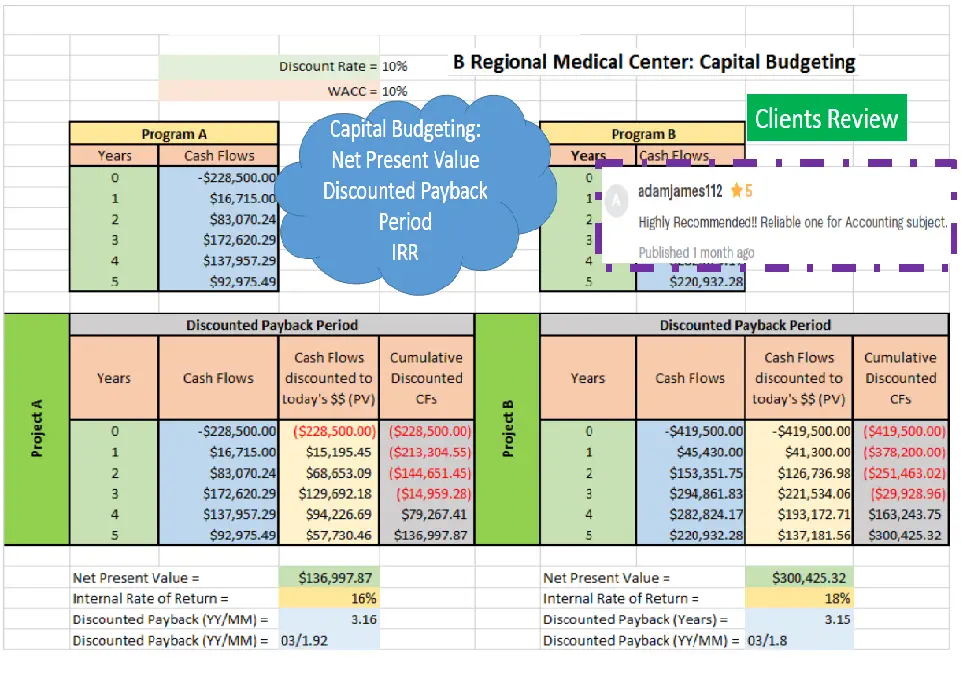 Discount Rate = 10%
B Regional Medical Center: Capital Budgeting
WACC = 10%
Clients Review
Capital Budgeting:
Net Present Value
Discounted Payback
Period
IRR
Program A
Years Cash Flows
0 -$228,500.00
1 $16,715.00
2 $83,070.24
3 $172,620.29
4 $137,957.29
5 $92,975.49
Program B
Years Cash Flows
0
1
2
3
4
5 $220,932.28
A
adamjames112 ★5
Highly Recommended!! Reliable one for Accounting subject.
Published 1 month ago
Project A
Discounted Payback Period
Years Cash Flows Cash Flows discounted to today's $$ (PV) Cumulative Discounted CFs
0 -$228,500.00 ($228,500.00) ($228,500.00)
1 $16,715.00 $15,195.45 ($213,304.55)
2 $83,070.24 $68,653.09 ($144,651.45)
3 $172,620.29 $129,692.18 ($14,959.28)
4 $137,957.29 $94,226.69 $79,267.41
5 $92,975.49 $57,730.46 $136,997.87
Net Present Value = $136,997.87
Internal Rate of Return = 16%
Discounted Payback (YY/MM) = 3.16
Discounted Payback (YY/MM) = 03/1.92
Project B
Discounted Payback Period
Years Cash Flows Cash Flows discounted to today's $$ (PV) Cumulative Discounted CFs
0 -$419,500.00 -$419,500.00 ($419,500.00)
1 $45,430.00 $41,300.00 ($378,200.00)
2 $153,351.75 $126,736.98 ($251,463.02)
3 $294,861.83 $221,534.06 ($29,928.96)
4 $282,824.17 $193,172.71 $163,243.75
5 $220,932.28 $137,181.56 $300,425.32
Net Present Value = $300,425.32
Internal Rate of Return = 18%
Discounted Payback (Years) = 3.15
Discounted Payback (YY/MM) = 03/1.8